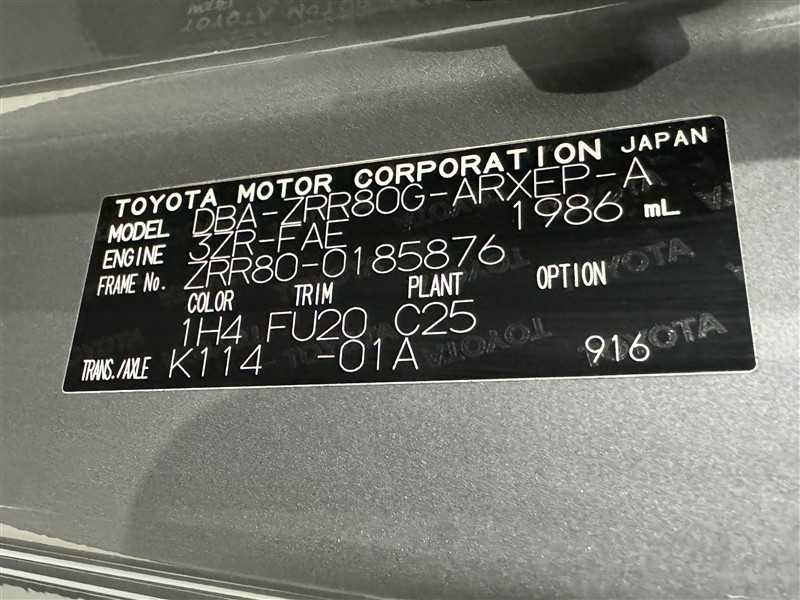 TOYOTA MOTOR CORPORATION JAPAN
MODEL DBA-ZRR80G-ARXEP-A
ENGINE 3ZR-FAE 1986 mL
FRAME No. ZRR80-0185876
COLOR TRIM PLANT OPTION
1H4 FU20 C25
TRANS./AXLE K114 -01A 916